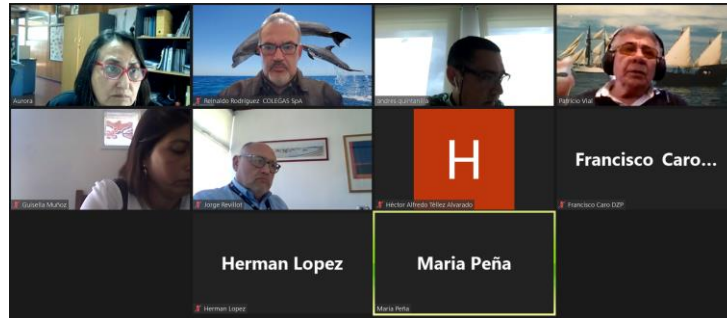 Aurora
Reinaldo Rodríguez COLEGAS SpA
andres quintanilla
Patricio Vial
Guisella Muñoz
Jorge Revillot
H
Héctor Alfredo Téllez Alvarado
Francisco Caro...
Francisco Caro DZP
Herman Lopez
Herman Lopez
Maria Peña
Maria Peña